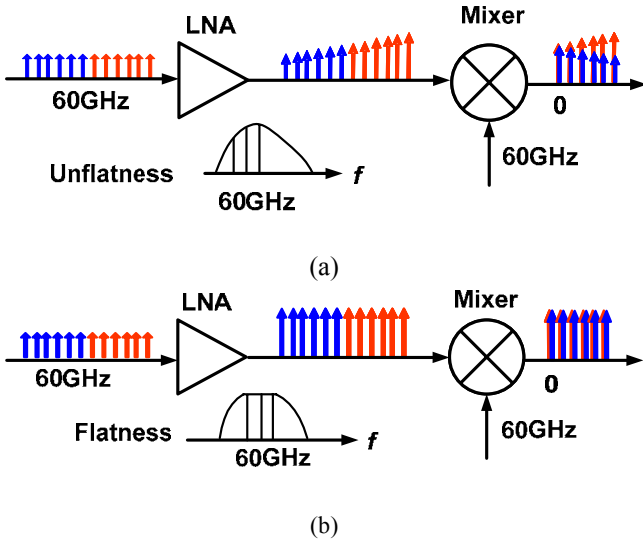 LNA
Mixer
60GHz
0
60GHz
Unflatness
f
60GHz
(a)
LNA
Mixer
60GHz
0
60GHz
Flatness
f
60GHz
(b)